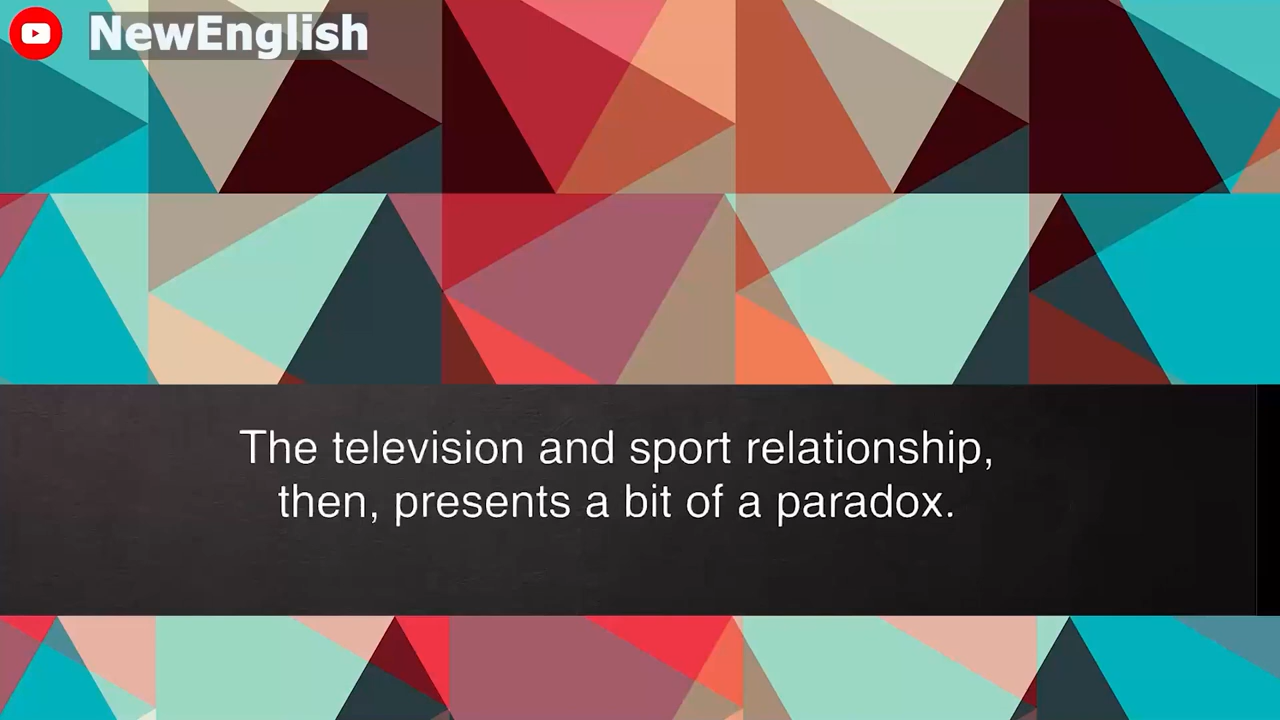 NewEnglish
The television and sport relationship,
then, presents a bit of a paradox.